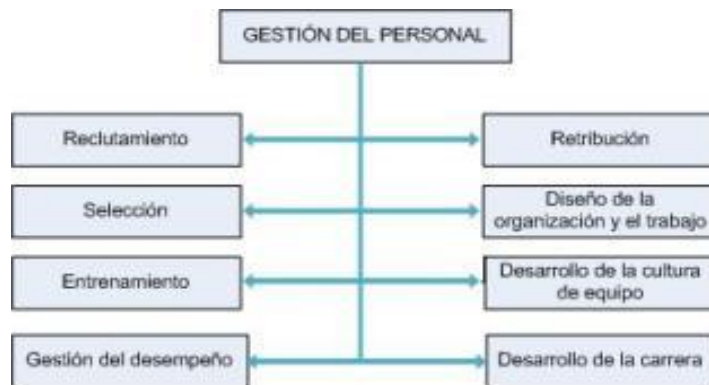 GESTIÓN DEL PERSONAL
Reclutamiento
Retribución
Selección
Diseño de la
organización y el trabajo
Entrenamiento
Desarrollo de la cultura
de equipo
Gestión del desempeño
Desarrollo de la carrera